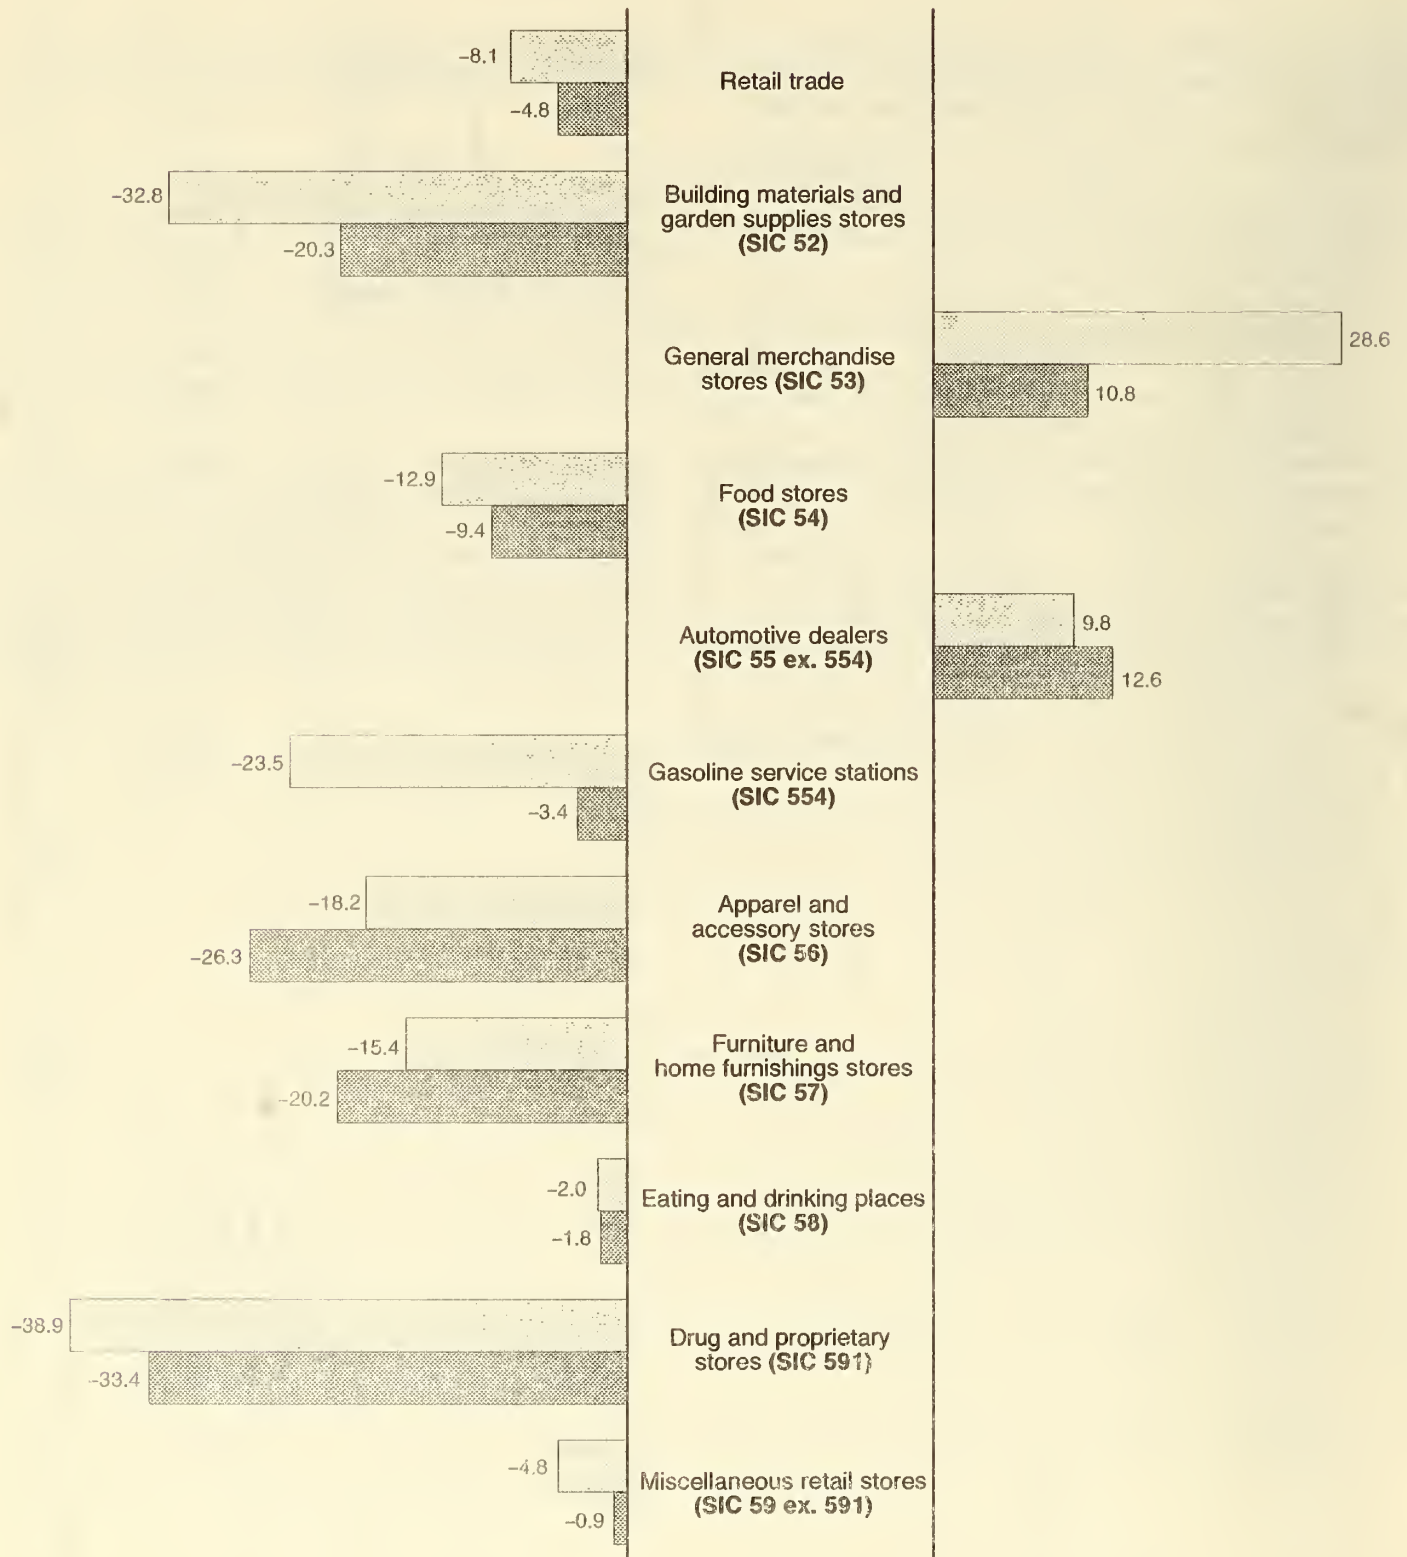 -8.1
Retail trade
-4.8
-32.8
Building materials and
garden supplies stores
(SIC 52)
-20.3
28.6
General merchandise
stores (SIC 53)
10.8
-12.9
Food stores
(SIC 54)
-9.4
9.8
Automotive dealers
(SIC 55 ex. 554)
12.6
-23.5
Gasoline service stations
(SIC 554)
-3.4
-18.2
Apparel and
accessory stores
(SIC 56)
-26.3
-15.4
Furniture and
home furnishings stores
(SIC 57)
-20.2
-2.0
Eating and drinking places
(SIC 58)
-1.8
-38.9
Drug and proprietary
stores (SIC 591)
-33.4
-4.8
Miscellaneous retail stores
(SIC 59 ex. 591)
-0.9